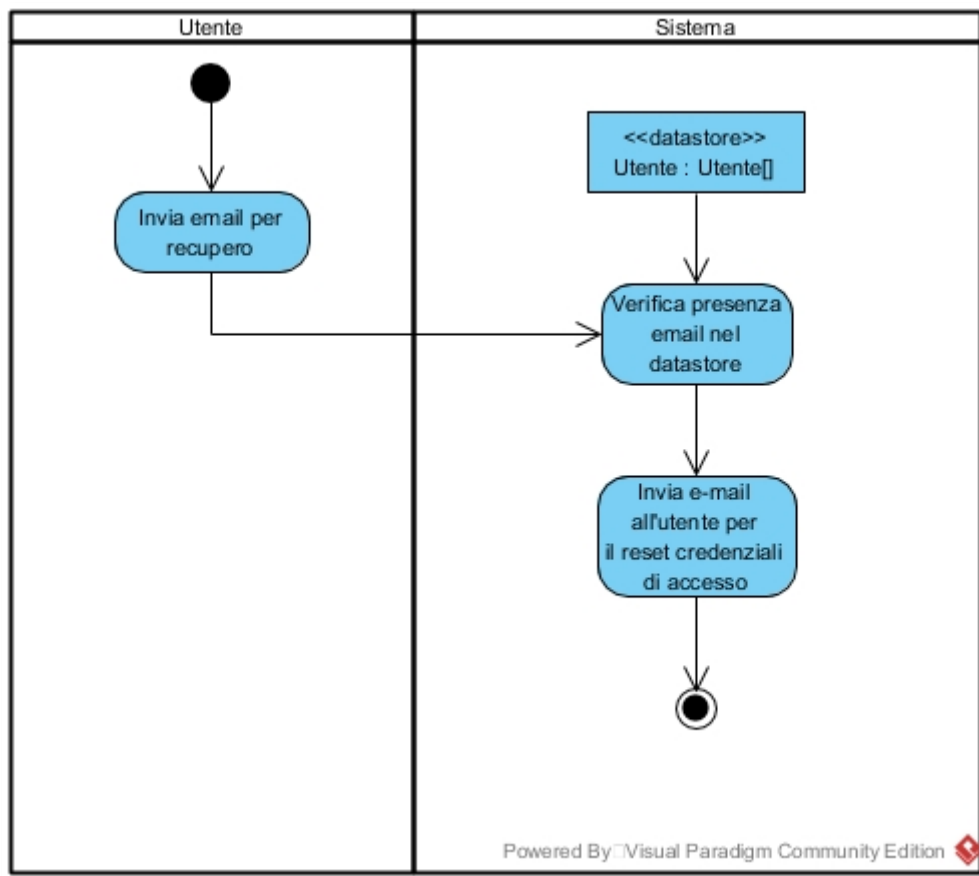 Utente
Sistema
<<datastore>>
Utente : Utente[]
Invia email per
recupero
Verifica presenza
email nel
datastore
Invia e-mail
all'utente per
il reset credenziali
di accesso
Powered By Visual Paradigm Community Edition